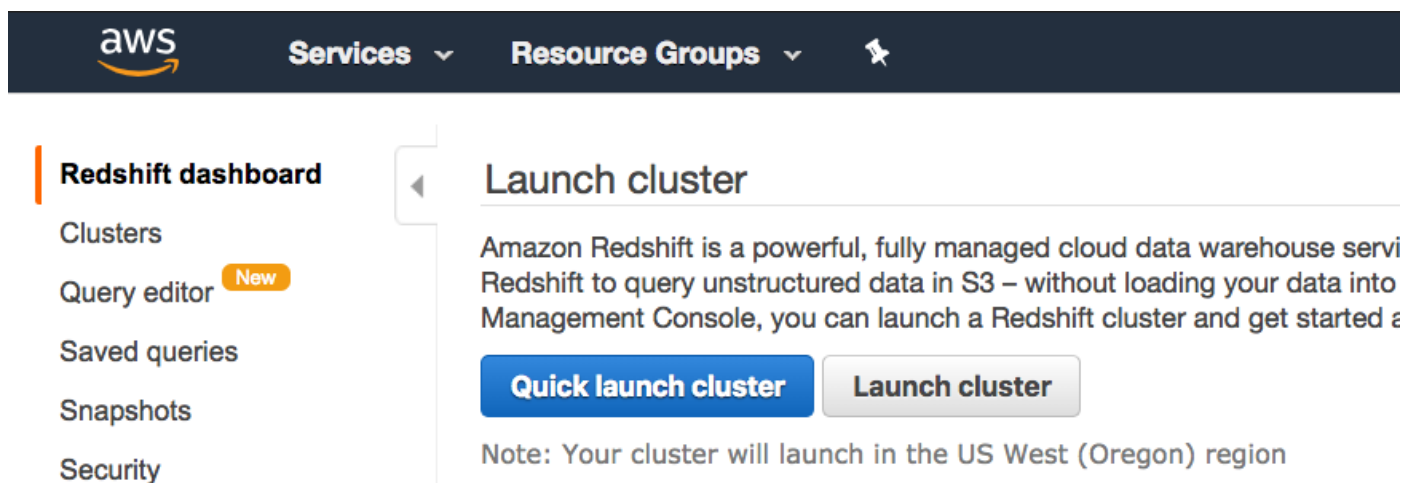 aws Services Resource Groups
Redshift dashboard
Clusters
Query editor New
Saved queries
Snapshots
Security
Launch cluster
Amazon Redshift is a powerful, fully managed cloud data warehouse servi
Redshift to query unstructured data in S3 – without loading your data into
Management Console, you can launch a Redshift cluster and get started a
Quick launch cluster Launch cluster
Note: Your cluster will launch in the US West (Oregon) region